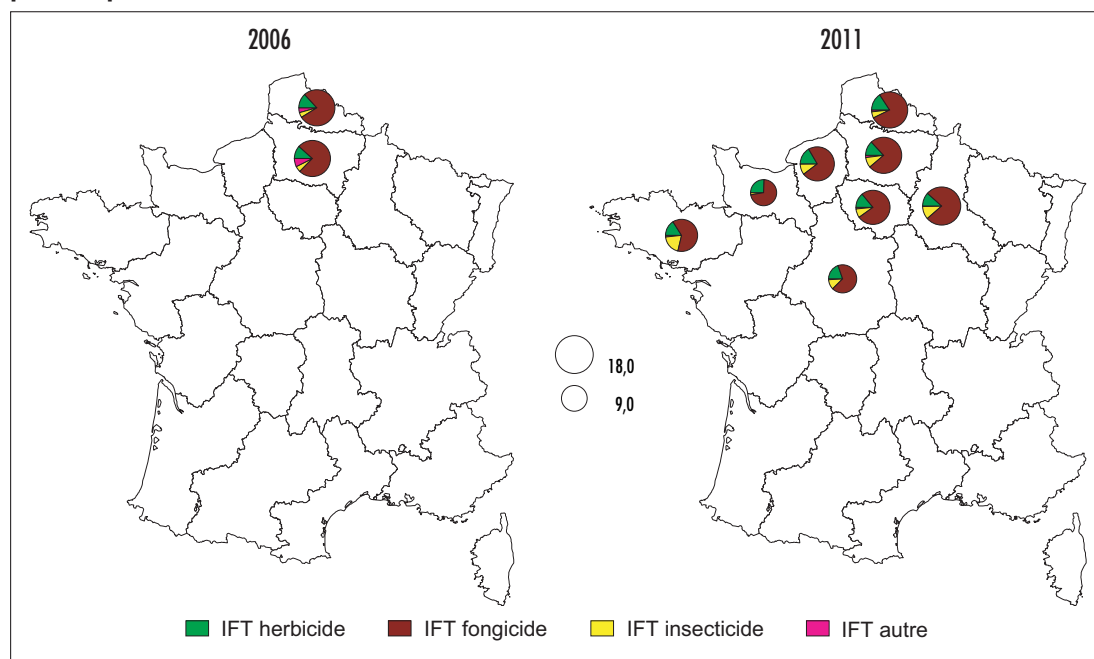 2006
2011
18,0
9,0
IFT herbicide
IFT fongicide
IFT insecticide
IFT autre